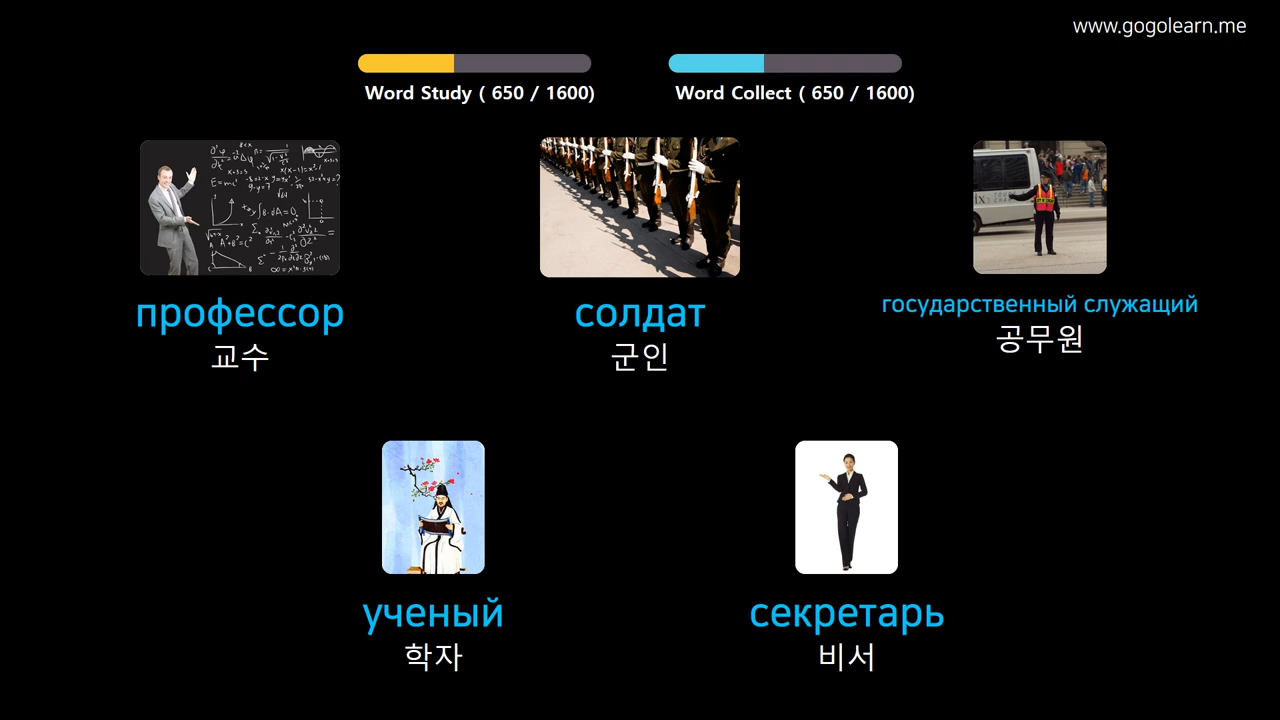 www.gogolearn.me
Word Study ( 650 / 1600)
Word Collect ( 650 / 1600)
профессор
교수
солдат
군인
государственный служащий
공무원
ученый
학자
секретарь
비서